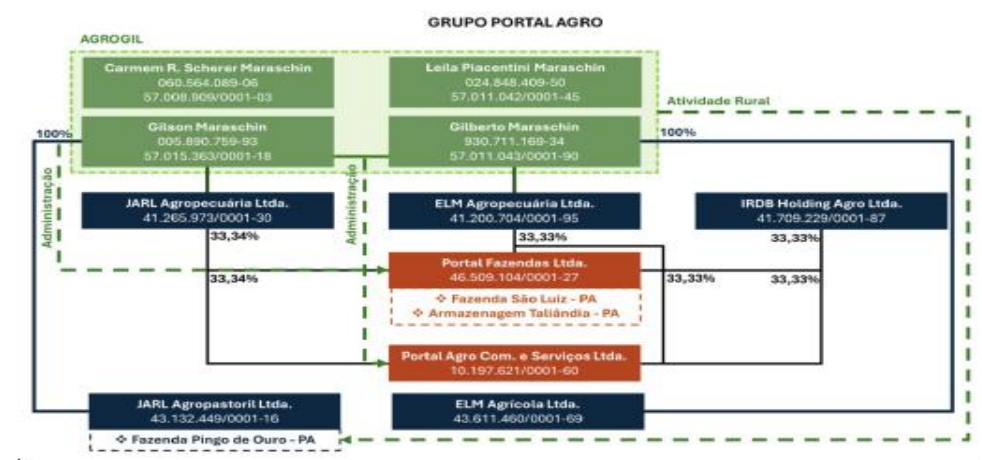 GRUPO PORTAL AGRO
AGROGIL
Carmem R. Scherer Maraschin
060.564.089-06
57.008.909/0001-03
Leila Piacentini Maraschin
024.848.409-50
57.011.042/0001-45
Atividade Rural
100%
Gilson Maraschin
005.890.759-93
57.015.363/0001-18
Gilberto Maraschin
930.711.169-34
57.011.043/0001-90
100%
Administração
Administração
JARL Agropecuária Ltda.
41.265.973/0001-30
ELM Agropecuária Ltda.
41.200.704/0001-95
IRDB Holding Agro Ltda.
41.709.229/0001-87
33,34%
33,33%
33,33%
Portal Fazendas Ltda.
46.509.104/0001-27
33,34%
33,33%
33,33%
❖ Fazenda São Luiz - PA
❖ Armazenagem Taliândia - PA
Portal Agro Com. e Serviços Ltda.
10.197.621/0001-60
JARL Agropastoril Ltda.
43.132.449/0001-16
ELM Agrícola Ltda.
43.611.460/0001-69
❖ Fazenda Pingo de Ouro - PA